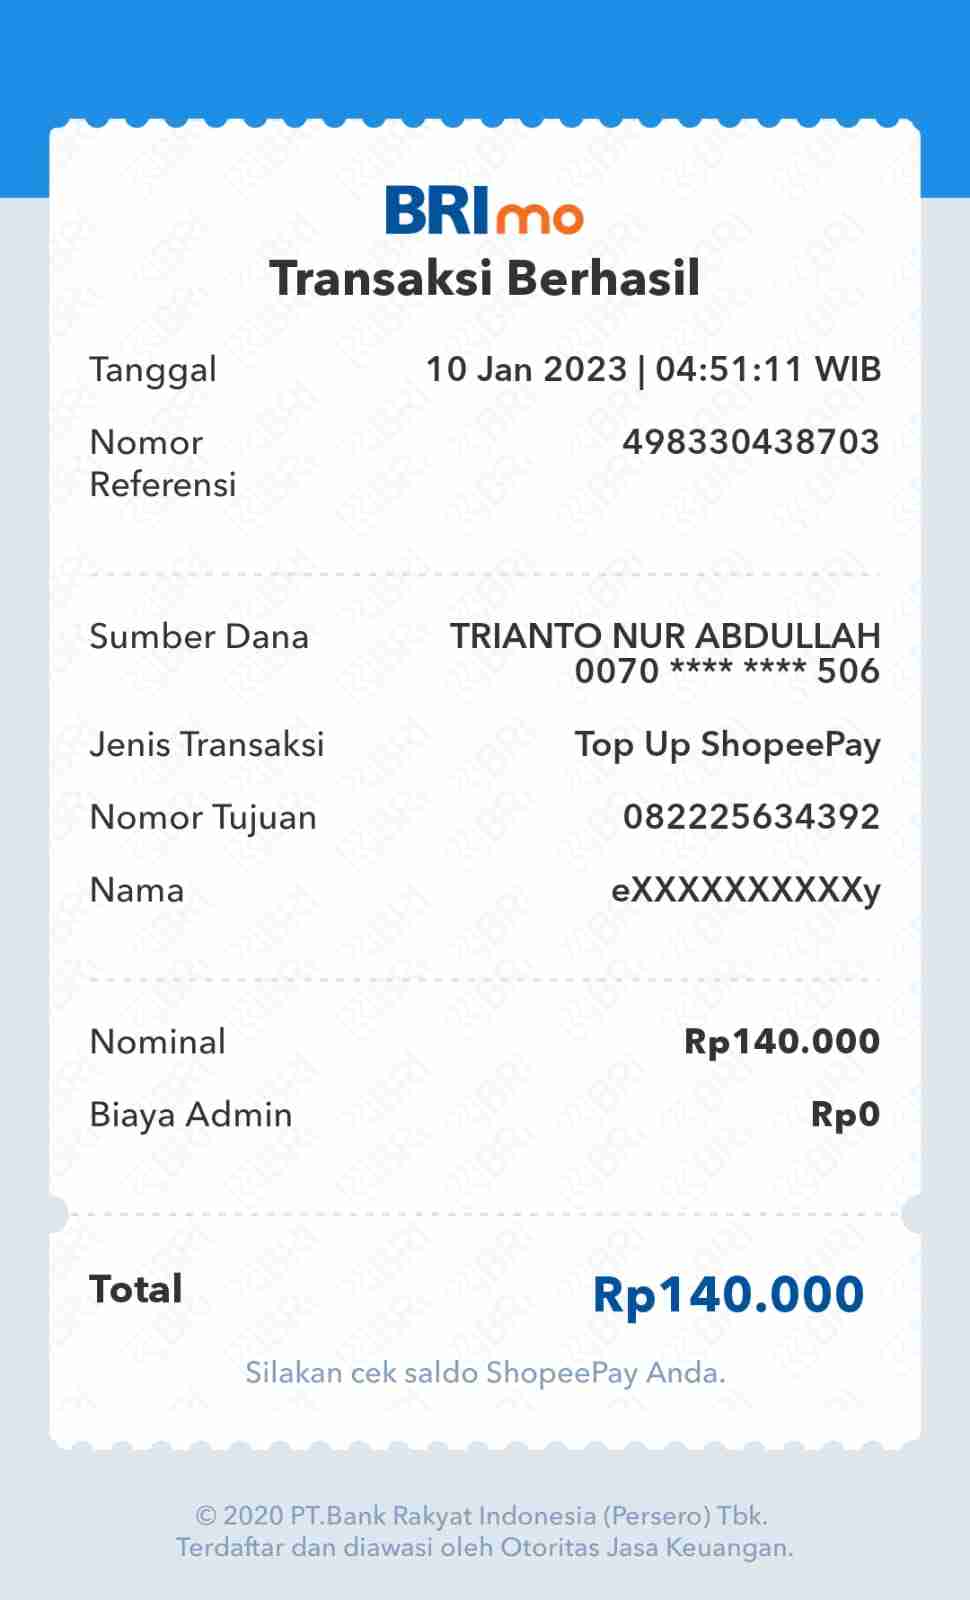 BRImo
Transaksi Berhasil
Tanggal 10 Jan 2023 | 04:51:11 WIB
Nomor Referensi 498330438703
Sumber Dana TRIANTO NUR ABDULLAH
0070 **** **** 506
Jenis Transaksi Top Up ShopeePay
Nomor Tujuan 082225634392
Nama eXXXXXXXXXXy
Nominal Rp140.000
Biaya Admin Rp0
Total Rp140.000
Silakan cek saldo ShopeePay Anda.
© 2020 PT.Bank Rakyat Indonesia (Persero) Tbk.
Terdaftar dan diawasi oleh Otoritas Jasa Keuangan.